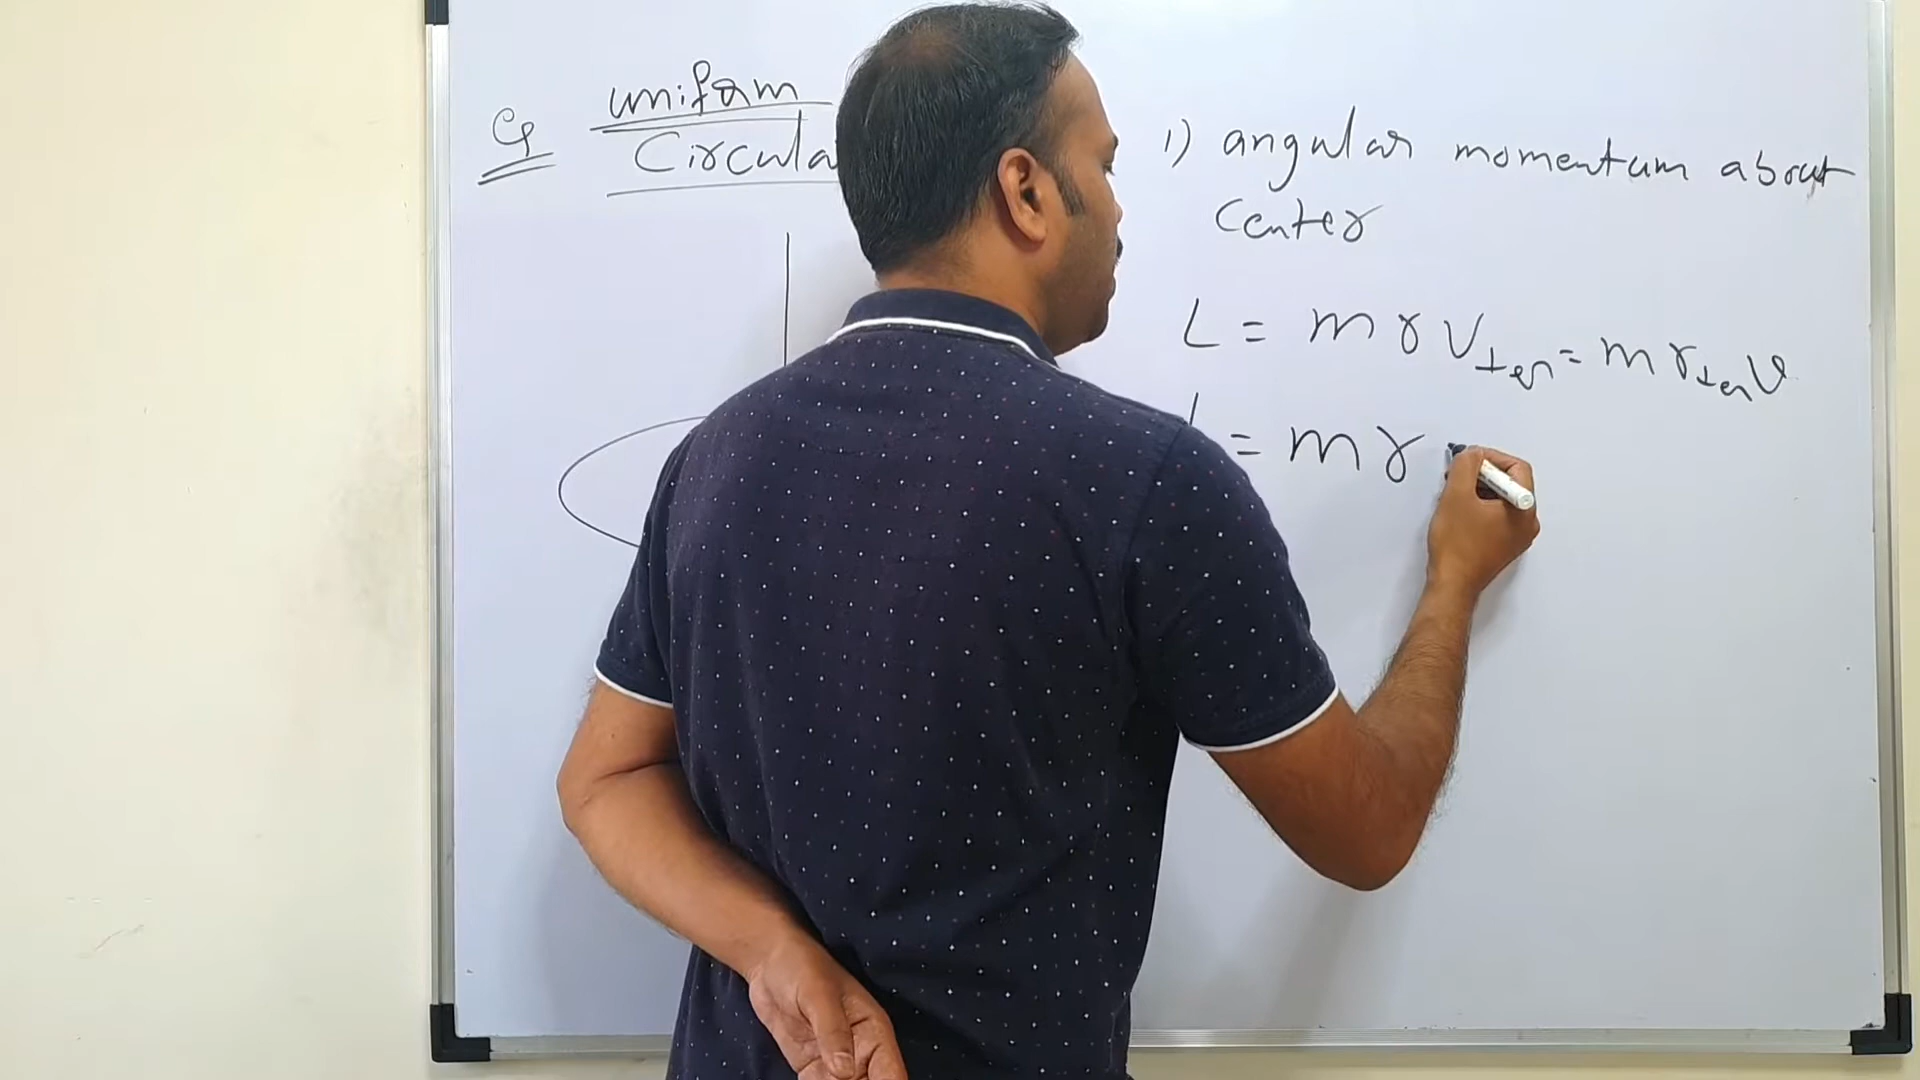 Q uniform
Circula
1) angular momentum about
center
L = m r V⊥er = m r⊥er v
L = m r